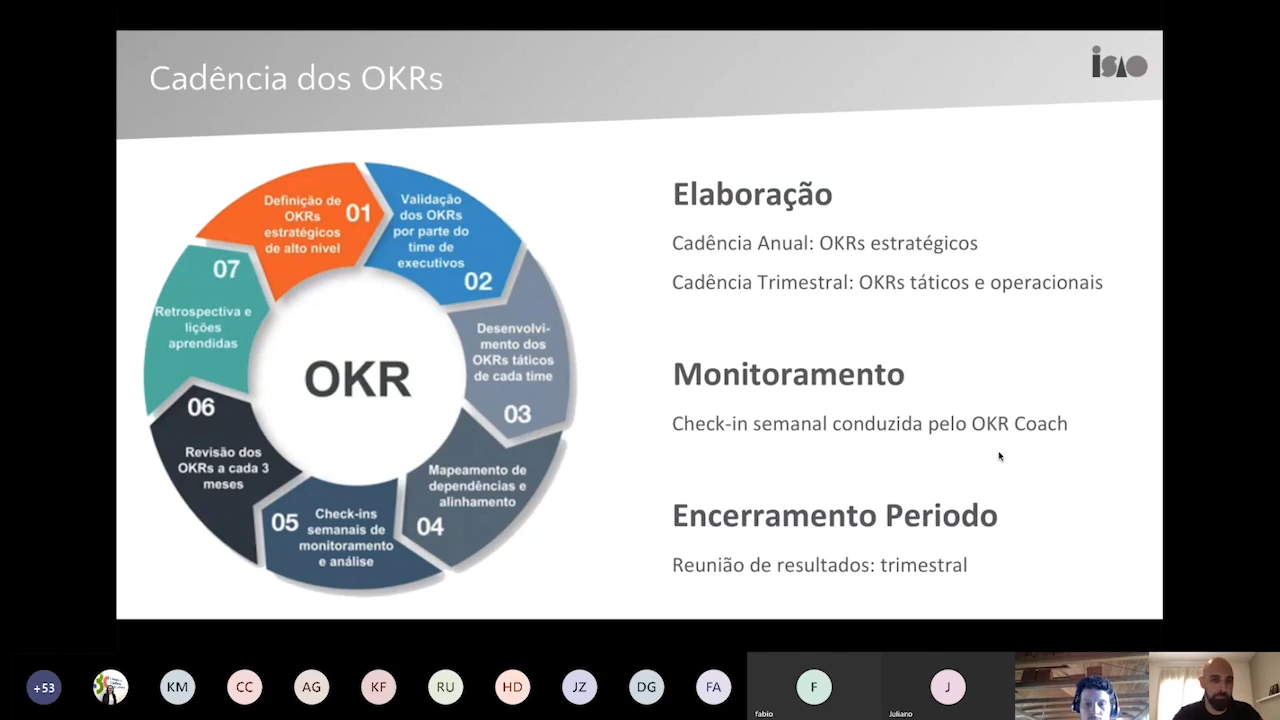 Cadência dos OKRs
ISAO
Definição de
OKRs
estratégicos
de alto nivel
01
Validação
dos OKRs
por parte do
time de
executivos
02
Desenvolvi-
mento dos
OKRs táticos
de cada time
03
Mapeamento de
dependências e
alinhamento
04
05
Check-ins
semanais de
monitoramento
e análise
06
Revisão dos
OKRs a cada 3
meses
07
Retrospectiva e
lições
aprendidas
OKR
Elaboração
Cadência Anual: OKRs estratégicos
Cadência Trimestral: OKRs táticos e operacionais
Monitoramento
Check-in semanal conduzida pelo OKR Coach
Encerramento Periodo
Reunião de resultados: trimestral
+53
KM
CC
AG
KF
RU
HD
JZ
DG
FA
F
fabio
J
Juliano